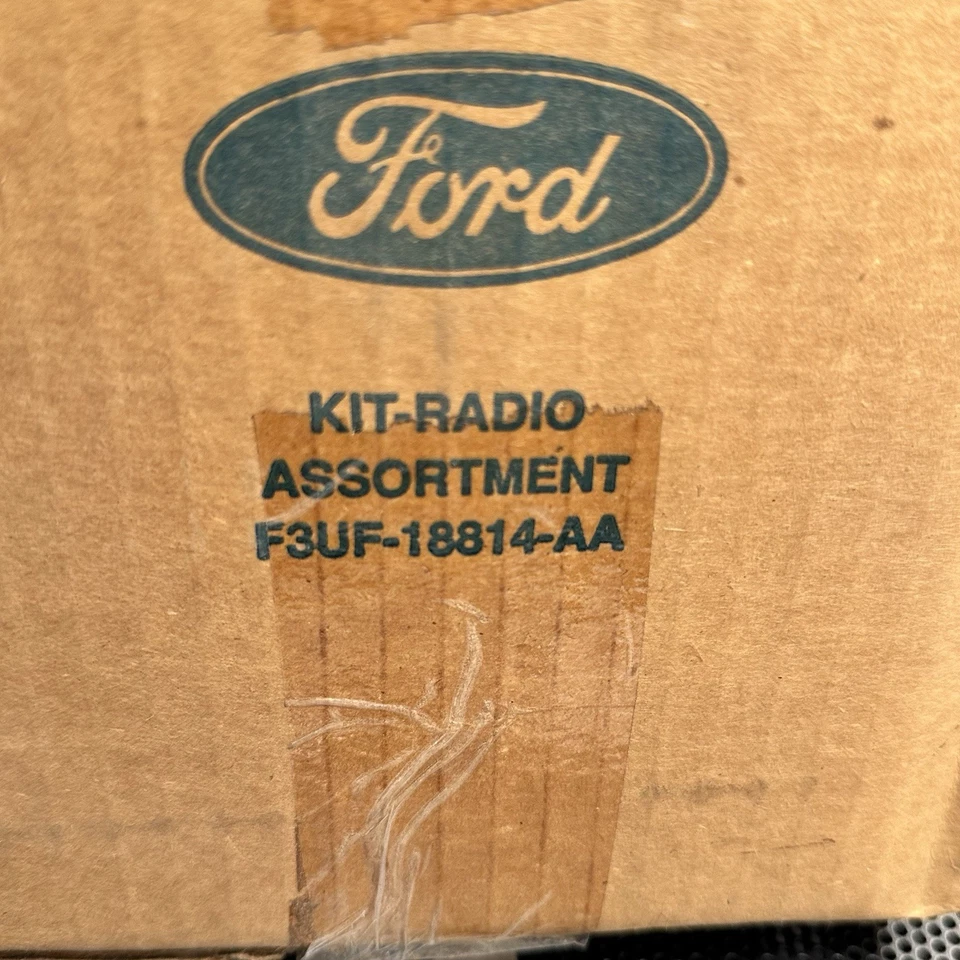 Ford
KIT-RADIO
ASSORTMENT
F3UF-18814-AA